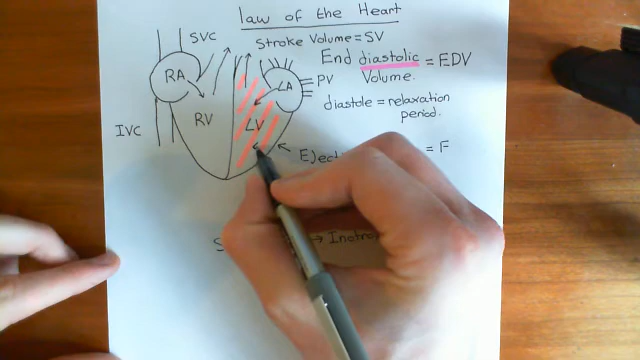 law of the Heart
SVC
Stroke Volume = SV
End diastolic = EDV
Volume.
RA
LA
PV
diastole = relaxation
period.
RV
LV
IVC
= F